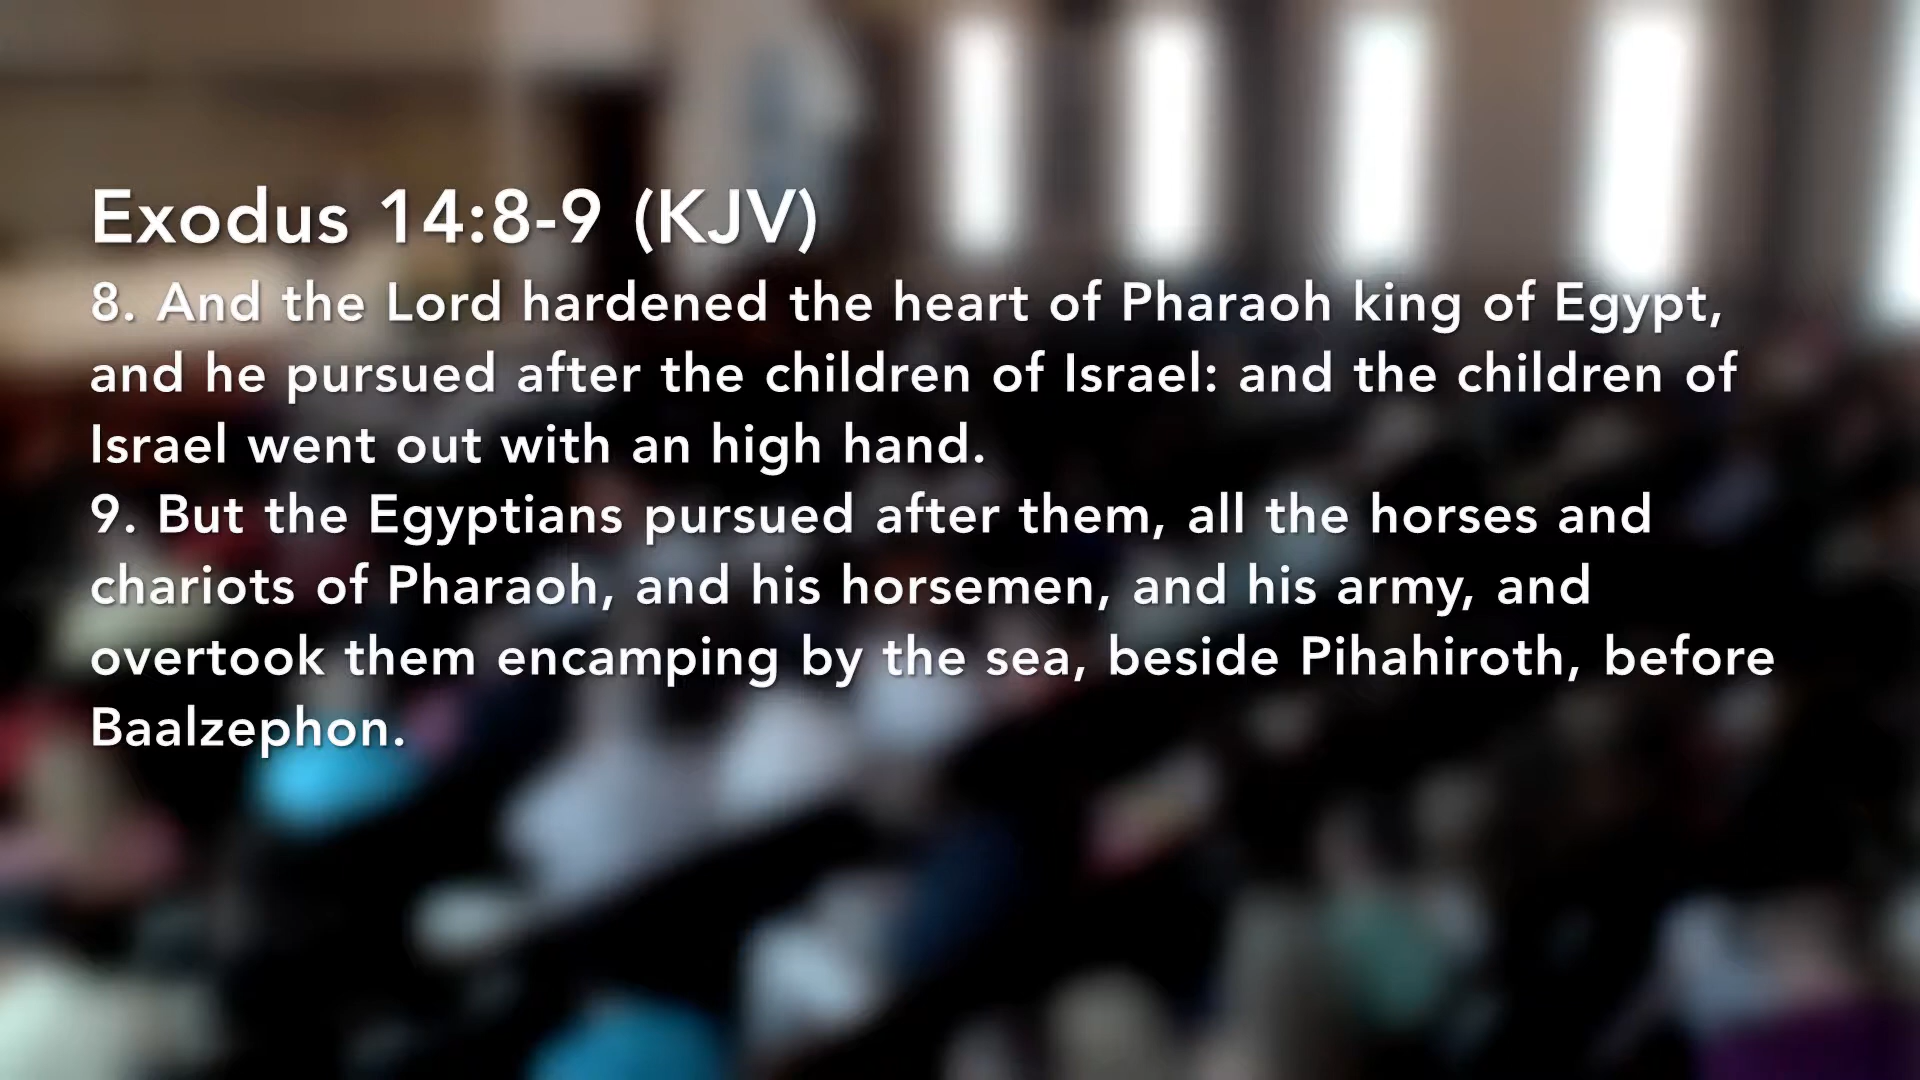 Exodus 14:8-9 (KJV)
8. And the Lord hardened the heart of Pharaoh king of Egypt,
and he pursued after the children of Israel: and the children of
Israel went out with an high hand.
9. But the Egyptians pursued after them, all the horses and
chariots of Pharaoh, and his horsemen, and his army, and
overtook them encamping by the sea, beside Pihahiroth, before
Baalzephon.